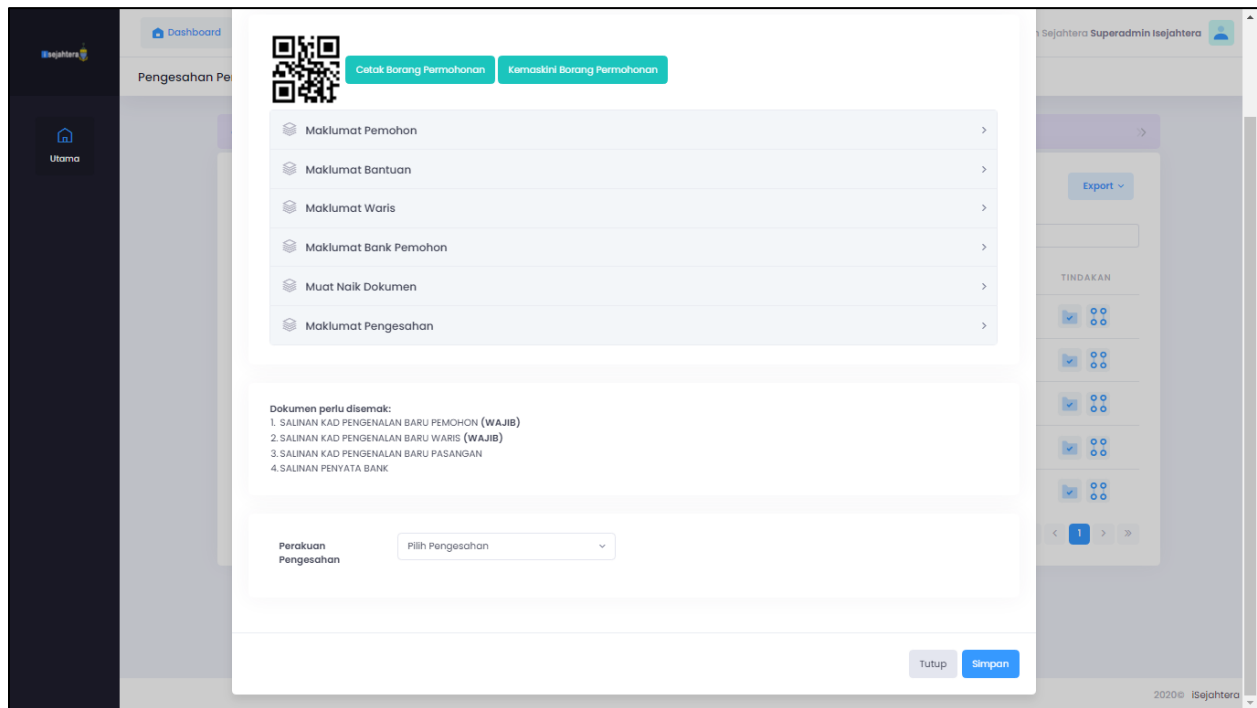 isejahtera
Dashboard
Sejahtera Superadmin Isejahtera
Pengesahan Pe
Cetak Borang Permohonan
Kemaskini Borang Permohonan
Utama
Maklumat Pemohon
Maklumat Bantuan
Maklumat Waris
Maklumat Bank Pemohon
Muat Naik Dokumen
Maklumat Pengesahan
Export
TINDAKAN
Dokumen perlu disemak:
1. SALINAN KAD PENGENALAN BARU PEMOHON (WAJIB)
2. SALINAN KAD PENGENALAN BARU WARIS (WAJIB)
3. SALINAN KAD PENGENALAN BARU PASANGAN
4. SALINAN PENYATA BANK
1
Perakuan
Pengesahan
Pilih Pengesahan
Tutup
Simpan
2020© iSejahtera